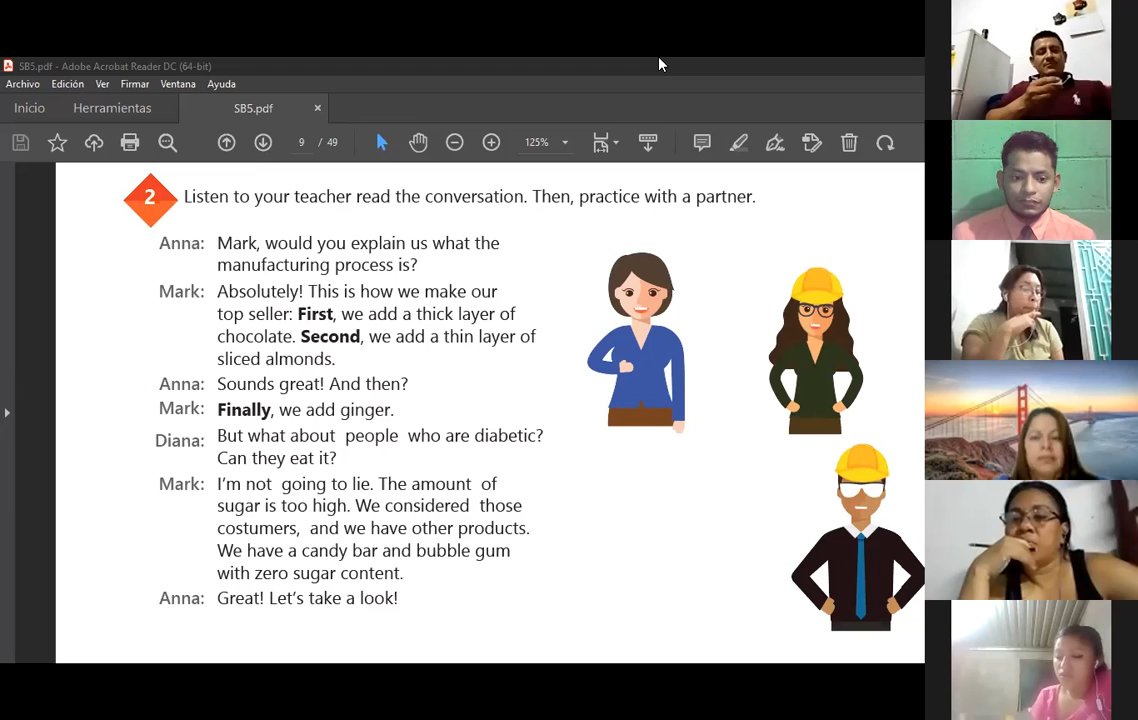 SB5.pdf - Adobe Acrobat Reader DC (64-bit)
Archivo Edición Ver Firmar Ventana Ayuda
Inicio Herramientas SB5.pdf ×
9 / 49 125%
2 Listen to your teacher read the conversation. Then, practice with a partner.
Anna: Mark, would you explain us what the
manufacturing process is?
Mark: Absolutely! This is how we make our
top seller: First, we add a thick layer of
chocolate. Second, we add a thin layer of
sliced almonds.
Anna: Sounds great! And then?
Mark: Finally, we add ginger.
Diana: But what about people who are diabetic?
Can they eat it?
Mark: I'm not going to lie. The amount of
sugar is too high. We considered those
costumers, and we have other products.
We have a candy bar and bubble gum
with zero sugar content.
Anna: Great! Let's take a look!